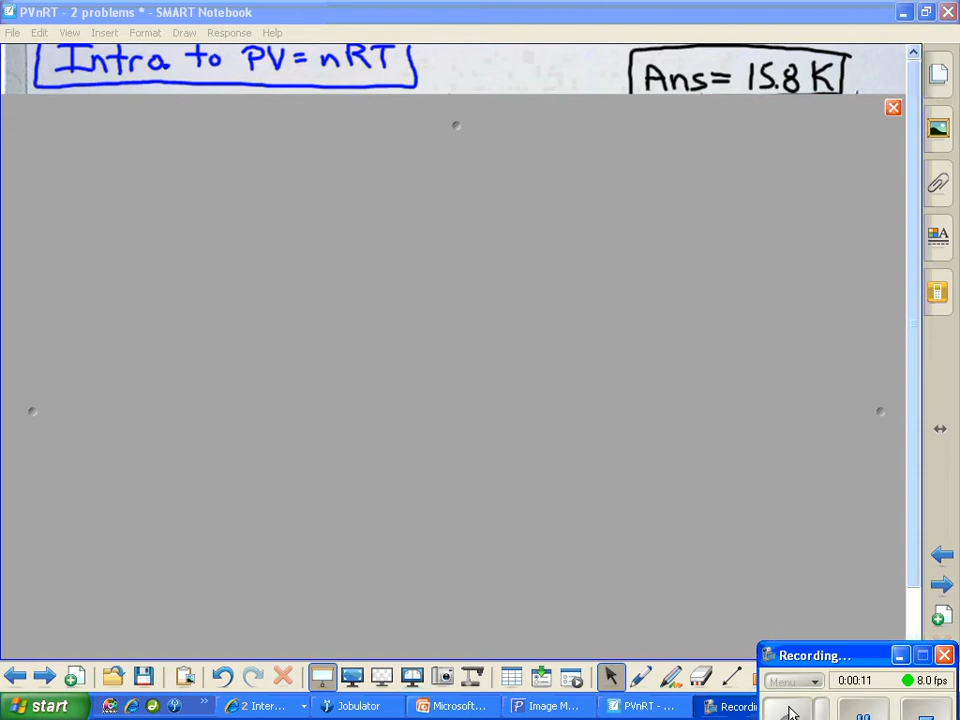 PVnRT - 2 problems * - SMART Notebook
File Edit View Insert Format Draw Response Help
Intra to PV = nRT
Ans = 15.8 K
A
Recording...
Menu
0:00:11
8.0 fps
start
2 Inter...
Jobulator
Microsoft...
Image M...
PVnRT - ...
Recordi